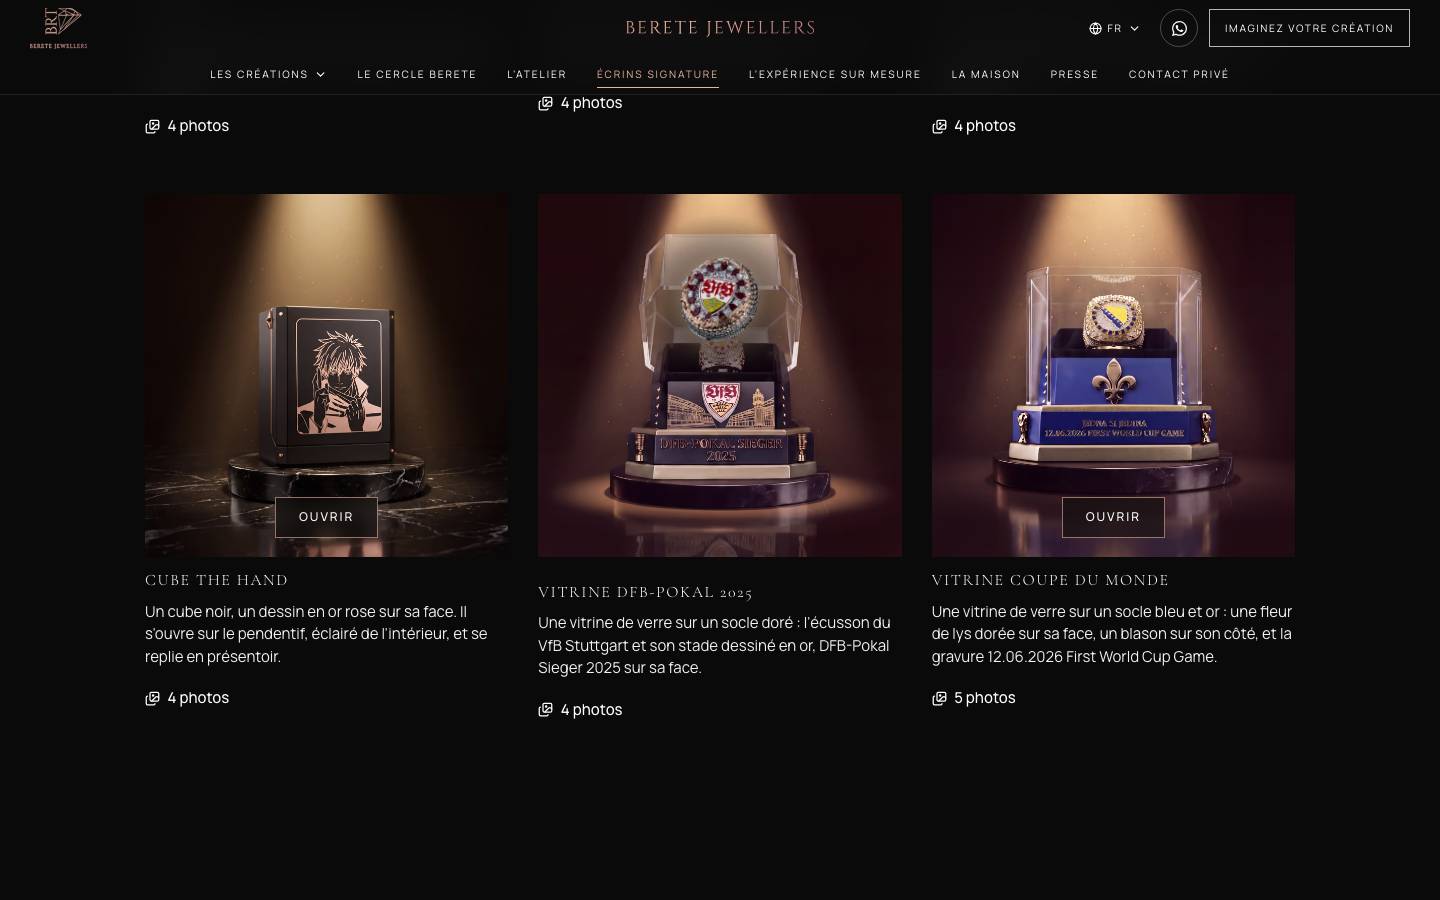 BRT
BERETE JEWELLERS
BERETE JEWELLERS
FR
IMAGINEZ VOTRE CRÉATION
LES CRÉATIONS
LE CERCLE BERETE
L'ATELIER
ÉCRINS SIGNATURE
L'EXPÉRIENCE SUR MESURE
LA MAISON
PRESSE
CONTACT PRIVÉ
4 photos
4 photos
4 photos
OUVRIR
VfB
VfB
DFB-POKAL SIEGER
2025
JEDNA SI JEDINA
12.06.2026 FIRST WORLD CUP GAME
OUVRIR
CUBE THE HAND
Un cube noir, un dessin en or rose sur sa face. Il
s'ouvre sur le pendentif, éclairé de l'intérieur, et se
replie en présentoir.
4 photos
VITRINE DFB-POKAL 2025
Une vitrine de verre sur un socle doré : l'écusson du
VfB Stuttgart et son stade dessiné en or, DFB-Pokal
Sieger 2025 sur sa face.
4 photos
VITRINE COUPE DU MONDE
Une vitrine de verre sur un socle bleu et or : une fleur
de lys dorée sur sa face, un blason sur son côté, et la
gravure 12.06.2026 First World Cup Game.
5 photos